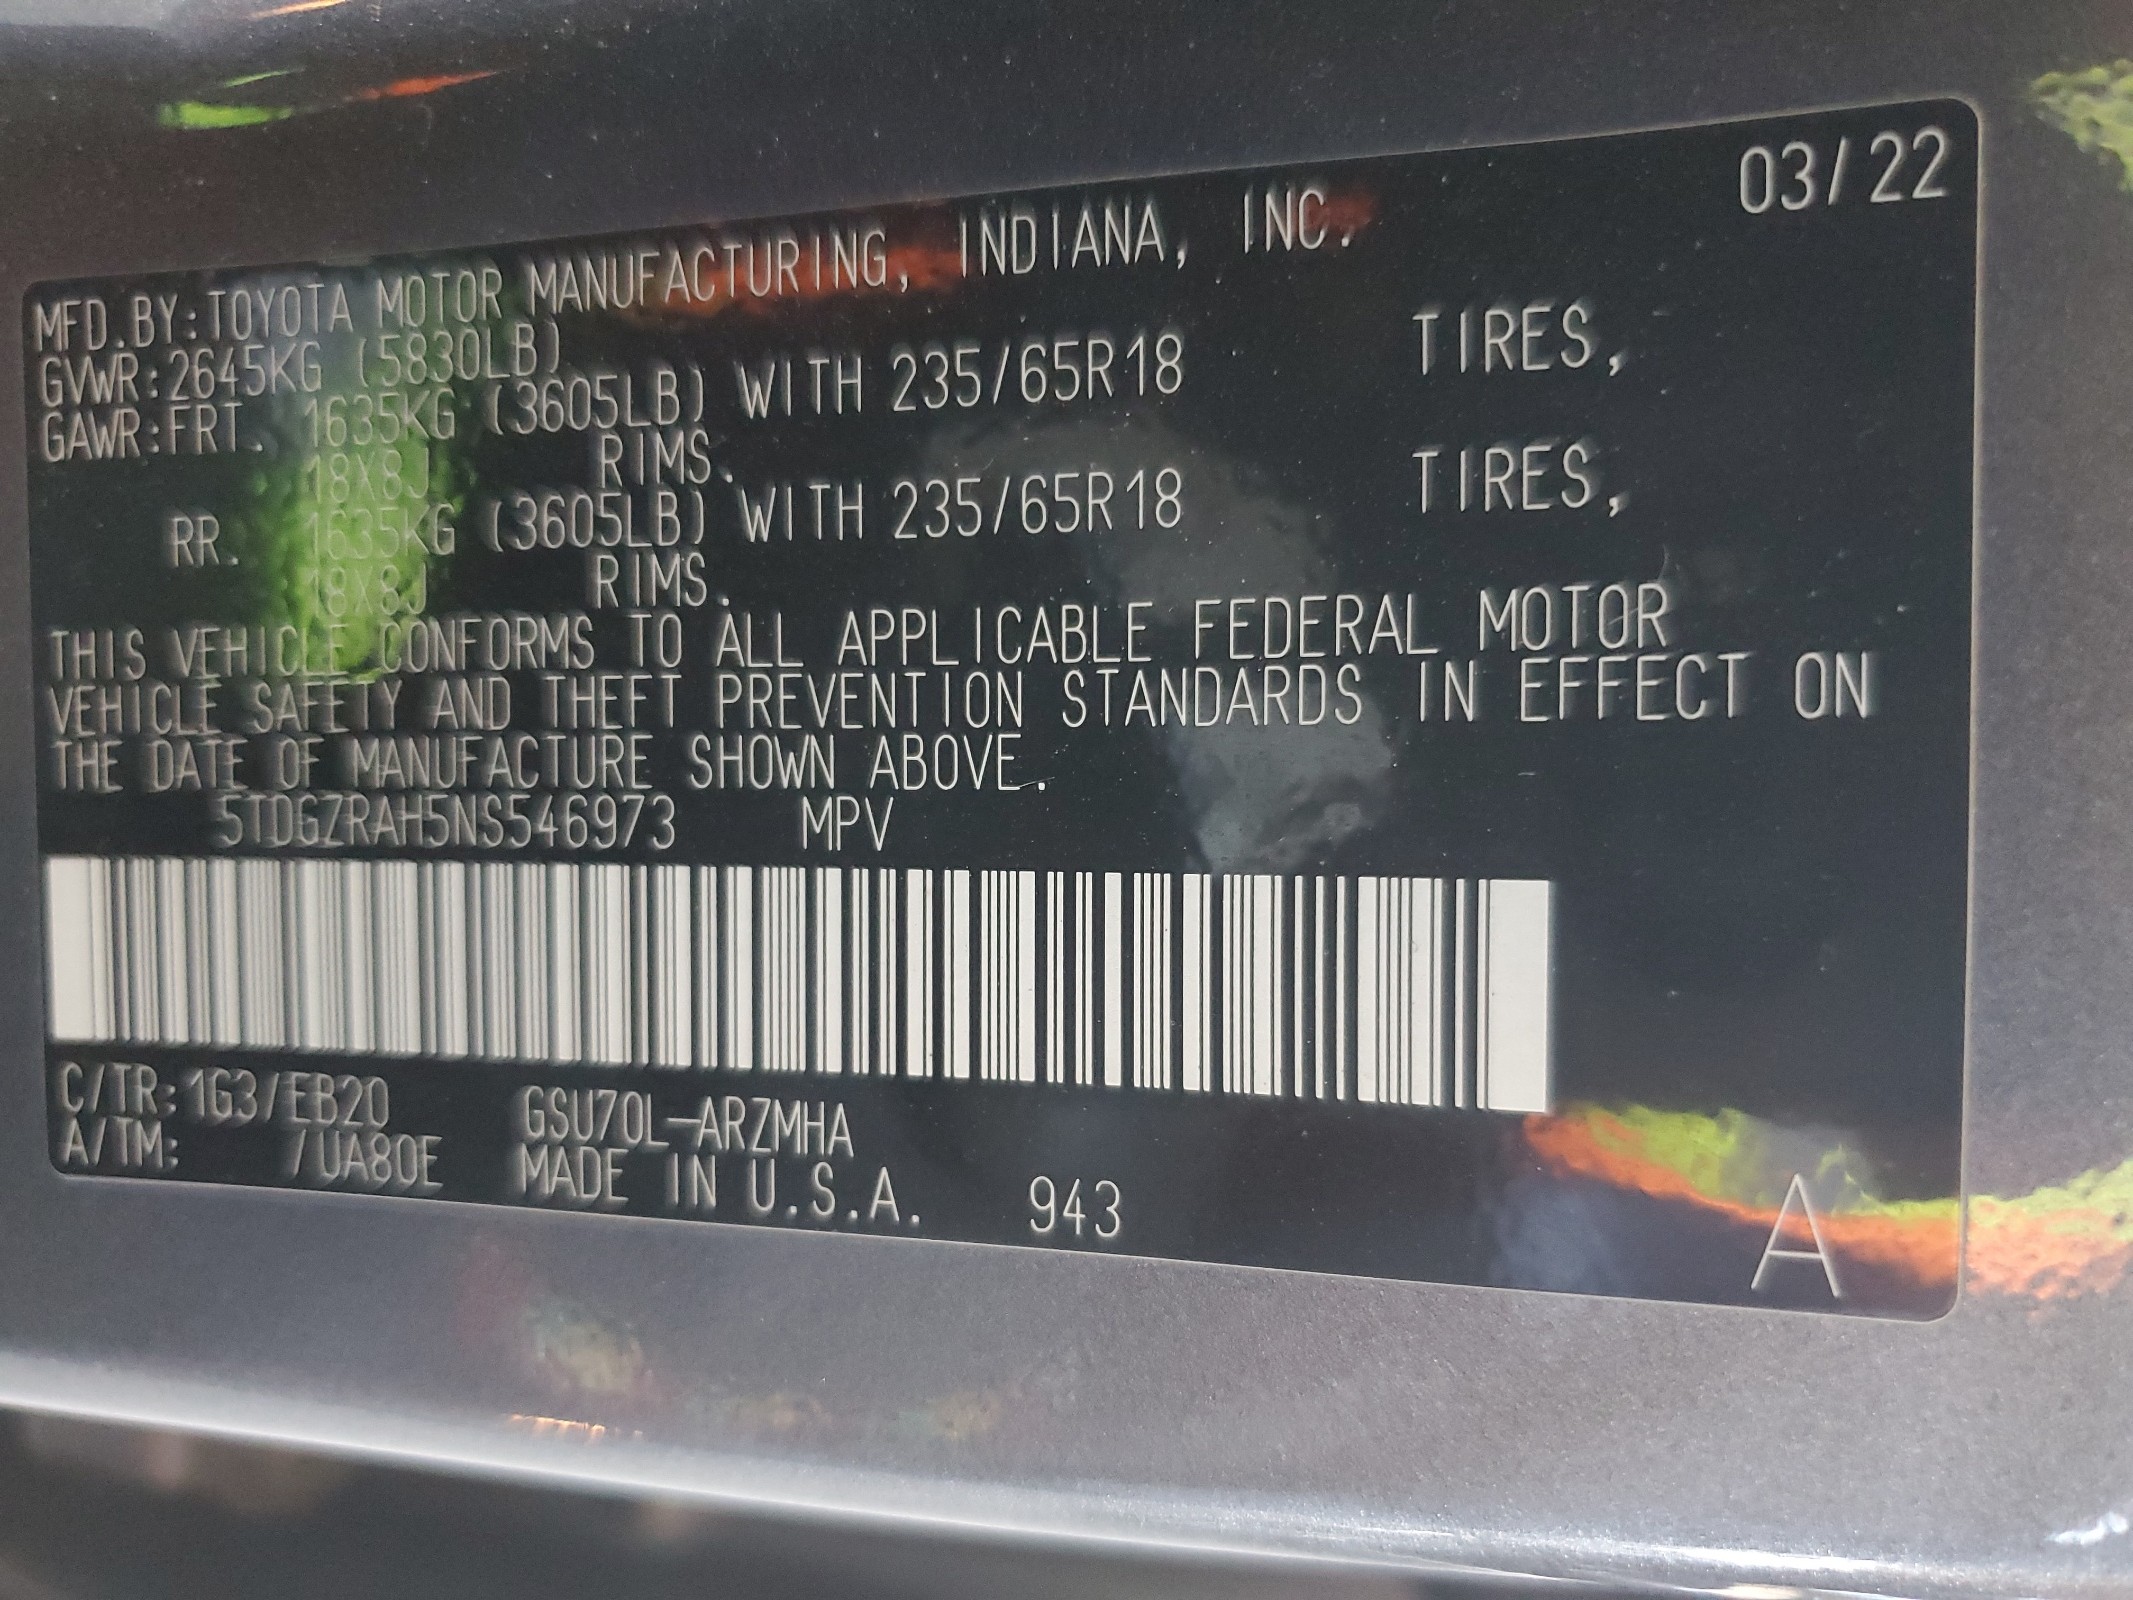 03/22
MFD.BY:TOYOTA MOTOR MANUFACTURING, INDIANA, INC.
GVWR:2645KG (5830LB)
GAWR:FRT. 1635KG (3605LB) WITH 235/65R18 TIRES,
18X8J RIMS.
RR. 1635KG (3605LB) WITH 235/65R18 TIRES,
18X8J RIMS.
THIS VEHICLE CONFORMS TO ALL APPLICABLE FEDERAL MOTOR
VEHICLE SAFETY AND THEFT PREVENTION STANDARDS IN EFFECT ON
THE DATE OF MANUFACTURE SHOWN ABOVE.
5TDGZRAH5NS546973 MPV
C/TR:1G3/EB20 GSU70L-ARZMHA
A/TM: /UA80E MADE IN U.S.A. 943
A